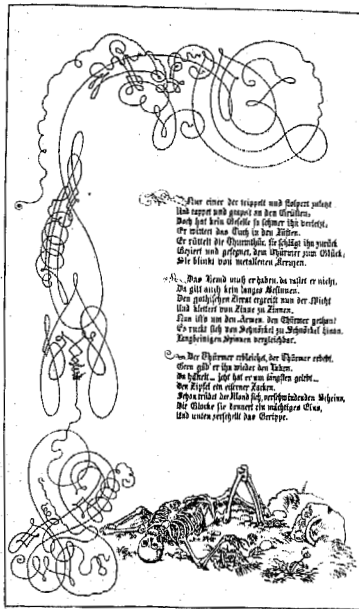 Nur einer der trippelt und stolpert zuletzt
Und tappet und grapst an den Grüften;
Doch hat kein Geselle so schwer ihn verletzt,
Er wittert das Tuch in den Lüften.
Er rüttelt die Thurmthür, sie schlägt ihn zurück
Geziert und gesegnet, dem Thürmer zum Glück;
Sie blinkt von metallenen Kreuzen.
Das Hemd muß er haben, da rastet er nicht,
Da gilt auch kein langes Besinnen.
Den gothischen Zierat ergreift nun der Wicht
Und klettert von Zinne zu Zinnen.
Nun ists um den Armen, den Thürmer gethan!
Es ruckt sich von Schnörkel zu Schnörkel hinan,
Langbeinigen Spinnen vergleichbar.
Der Thürmer erbleichet, der Thürmer erbebt,
Gern gäb' er ihn wieder den Laken.
Da häkelt... jetzt hat er am längsten gelebt...
Den Zipfel ein eiserner Zacken.
Schon trübet der Mond sich, verschwindenden Scheins,
Die Glocke sie donnert ein mächtiges Eins,
Und unten zerschellt das Gerippe.